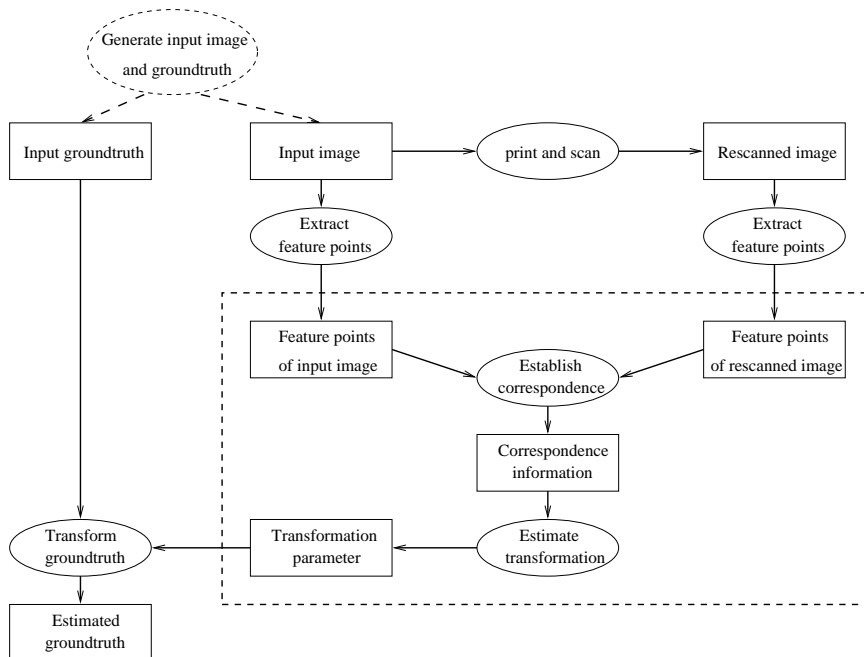 Generate input image
and groundtruth
Input groundtruth
Input image
print and scan
Rescanned image
Extract
feature points
Extract
feature points
Feature points
of input image
Feature points
of rescanned image
Establish
correspondence
Correspondence
information
Transform
groundtruth
Transformation
parameter
Estimate
transformation
Estimated
groundtruth